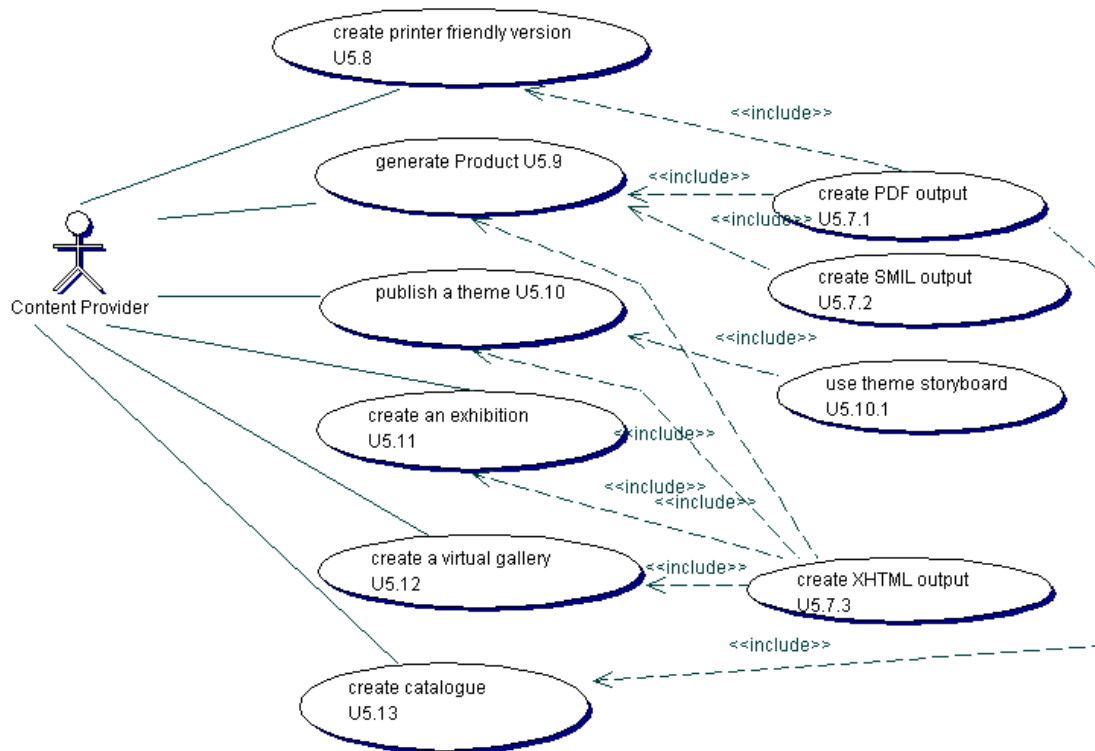 create printer friendly version
U5.8
<<include>>
generate Product U5.9
<<include>>
create PDF output
U5.7.1
<<include>>
Content Provider
publish a theme U5.10
create SMIL output
U5.7.2
<<include>>
use theme storyboard
U5.10.1
create an exhibition
U5.11
<<include>>
<<include>>
<<include>>
create a virtual gallery
U5.12
<<include>>
create XHTML output
U5.7.3
<<include>>
create catalogue
U5.13